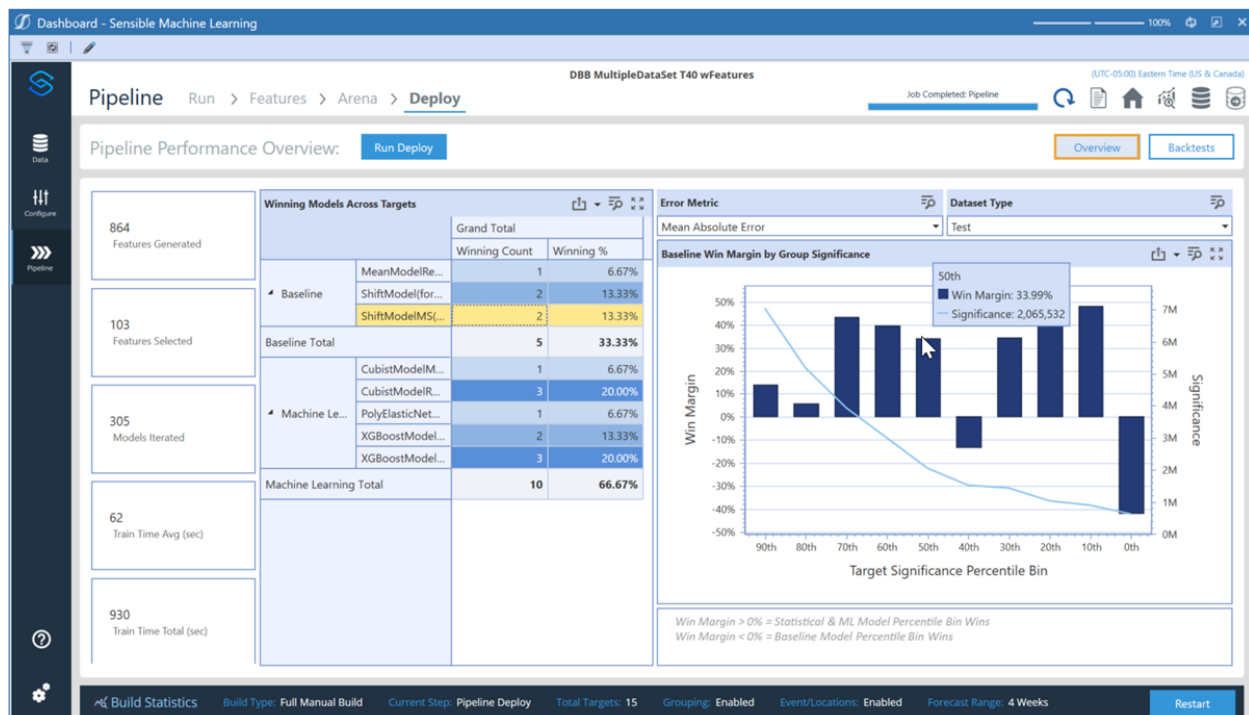 Dashboard - Sensible Machine Learning
100%
DBB MultipleDataSet T40 wFeatures
(UTC-05:00) Eastern Time (US & Canada)
Pipeline Run > Features > Arena > Deploy
Job Completed: Pipeline
Data
Configure
Pipeline
Pipeline Performance Overview:
Run Deploy
Overview
Backtests
864
Features Generated
103
Features Selected
305
Models Iterated
62
Train Time Avg (sec)
930
Train Time Total (sec)
Winning Models Across Targets
Grand Total
Winning Count Winning %
Baseline
MeanModelRe... 1 6.67%
ShiftModel(for... 2 13.33%
ShiftModelMS(... 2 13.33%
Baseline Total 5 33.33%
Machine Le...
CubistModelM... 1 6.67%
CubistModelR... 3 20.00%
PolyElasticNet... 1 6.67%
XGBoostModel... 2 13.33%
XGBoostModel... 3 20.00%
Machine Learning Total 10 66.67%
Error Metric
Mean Absolute Error
Dataset Type
Test
Baseline Win Margin by Group Significance
50th
Win Margin: 33.99%
Significance: 2,065,532
Win Margin
50%
40%
30%
20%
10%
0%
-10%
-20%
-30%
-40%
-50%
7M
6M
5M
4M
3M
2M
1M
0M
Significance
90th 80th 70th 60th 50th 40th 30th 20th 10th 0th
Target Significance Percentile Bin
Win Margin > 0% = Statistical & ML Model Percentile Bin Wins
Win Margin < 0% = Baseline Model Percentile Bin Wins
Build Statistics Build Type: Full Manual Build Current Step: Pipeline Deploy Total Targets: 15 Grouping: Enabled Event/Locations: Enabled Forecast Range: 4 Weeks
Restart